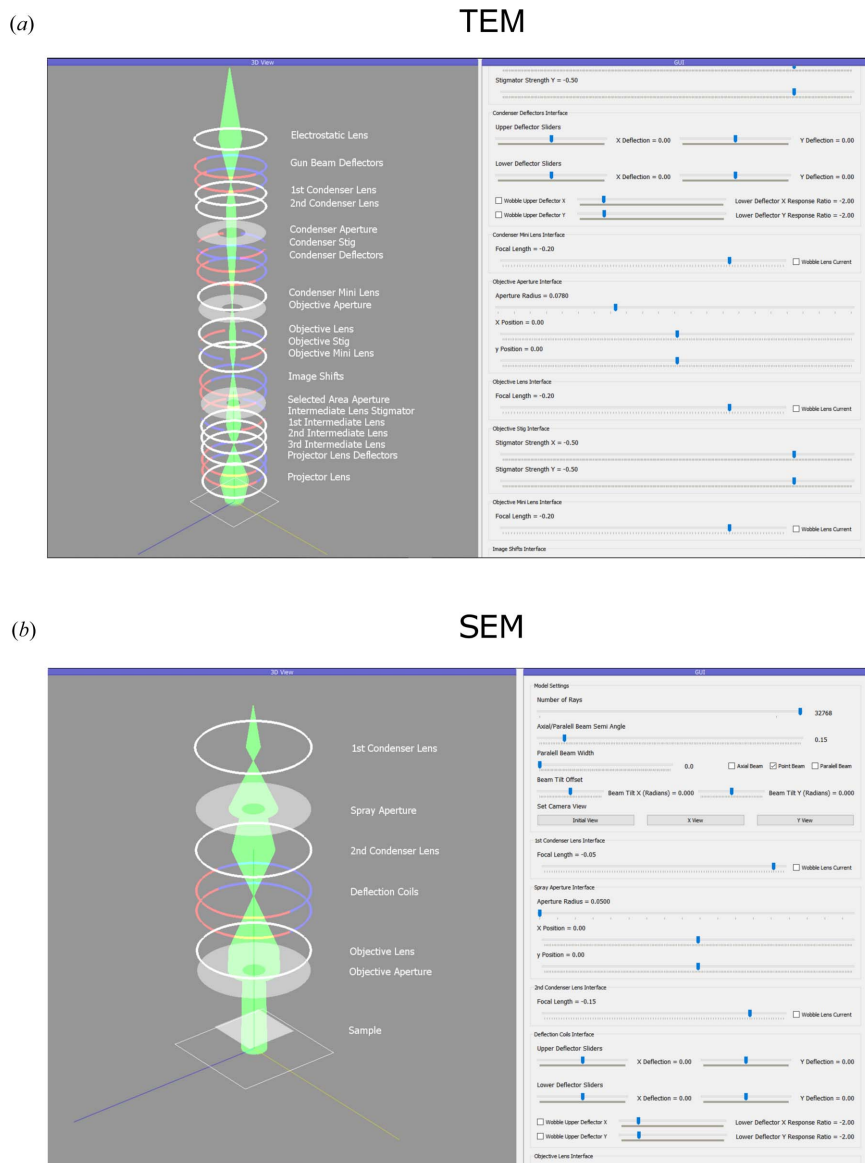 (a)
TEM
3D View
Electrostatic Lens
Gun Beam Deflectors
1st Condenser Lens
2nd Condenser Lens
Condenser Aperture
Condenser Stig
Condenser Deflectors
Condenser Mini Lens
Objective Aperture
Objective Lens
Objective Stig
Objective Mini Lens
Image Shifts
Selected Area Aperture
Intermediate Lens Stigmator
1st Intermediate Lens
2nd Intermediate Lens
3rd Intermediate Lens
Projector Lens Deflectors
Projector Lens
GUI
Stigmator Strength Y = -0.50
Condenser Deflectors Interface
Upper Deflector Sliders
X Deflection = 0.00 Y Deflection = 0.00
Lower Deflector Sliders
X Deflection = 0.00 Y Deflection = 0.00
Wobble Upper Deflector X Lower Deflector X Response Ratio = -2.00
Wobble Upper Deflector Y Lower Deflector Y Response Ratio = -2.00
Condenser Mini Lens Interface
Focal Length = -0.20
Wobble Lens Current
Objective Aperture Interface
Aperture Radius = 0.0780
X Position = 0.00
y Position = 0.00
Objective Lens Interface
Focal Length = -0.20
Wobble Lens Current
Objective Stig Interface
Stigmator Strength X = -0.50
Stigmator Strength Y = -0.50
Objective Mini Lens Interface
Focal Length = -0.20
Wobble Lens Current
Image Shifts Interface
(b)
SEM
3D View
1st Condenser Lens
Spray Aperture
2nd Condenser Lens
Deflection Coils
Objective Lens
Objective Aperture
Sample
GUI
Model Settings
Number of Rays
32768
Axial/Paralell Beam Semi Angle
0.15
Paralell Beam Width
0.0 Axial Beam Point Beam Paralell Beam
Beam Tilt Offset
Beam Tilt X (Radians) = 0.000 Beam Tilt Y (Radians) = 0.000
Set Camera View
Initial View X View Y View
1st Condenser Lens Interface
Focal Length = -0.05
Wobble Lens Current
Spray Aperture Interface
Aperture Radius = 0.0500
X Position = 0.00
y Position = 0.00
2nd Condenser Lens Interface
Focal Length = -0.15
Wobble Lens Current
Deflection Coils Interface
Upper Deflector Sliders
X Deflection = 0.00 Y Deflection = 0.00
Lower Deflector Sliders
X Deflection = 0.00 Y Deflection = 0.00
Wobble Upper Deflector X Lower Deflector X Response Ratio = -2.00
Wobble Upper Deflector Y Lower Deflector Y Response Ratio = -2.00
Objective Lens Interface